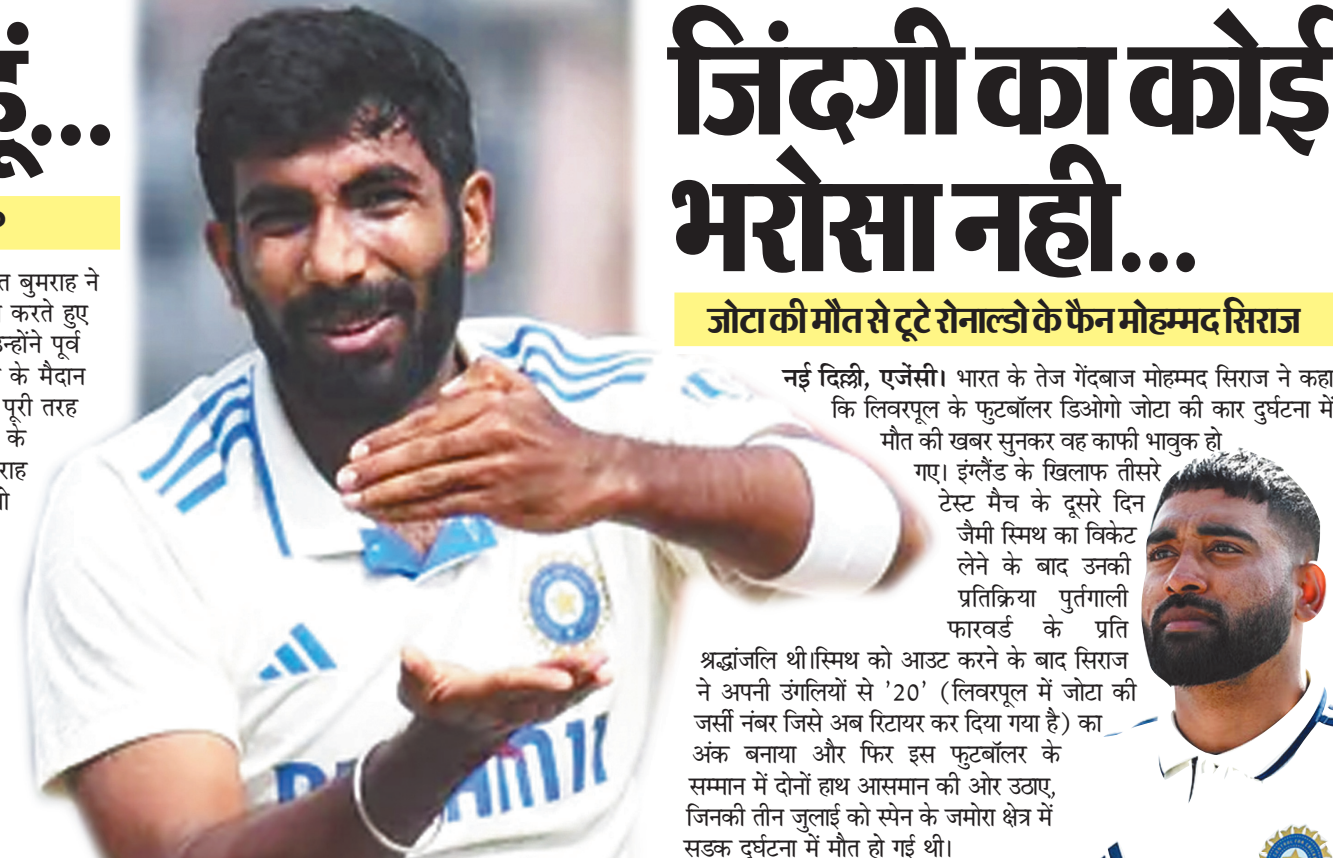 हूं...
त बुमराह ने
करते हुए
न्होंने पूर्व
के मैदान
पूरी तरह
के
राह
जिंदगी का कोई
भरोसा नही...
जोटा की मौत से टूटे रोनाल्डो के फैन मोहम्मद सिराज
नई दिल्ली, एजेंसी। भारत के तेज गेंदबाज मोहम्मद सिराज ने कहा
कि लिवरपूल के फुटबॉलर डिओगो जोटा की कार दुर्घटना में
मौत की खबर सुनकर वह काफी भावुक हो
गए। इंग्लैंड के खिलाफ तीसरे
टेस्ट मैच के दूसरे दिन
जैमी स्मिथ का विकेट
लेने के बाद उनकी
प्रतिक्रिया पुर्तगाली
फारवर्ड के प्रति
श्रद्धांजलि थी।स्मिथ को आउट करने के बाद सिराज
ने अपनी उंगलियों से '20' (लिवरपूल में जोटा की
जर्सी नंबर जिसे अब रिटायर कर दिया गया है) का
अंक बनाया और फिर इस फुटबॉलर के
सम्मान में दोनों हाथ आसमान की ओर उठाए,
जिनकी तीन जुलाई को स्पेन के जमोरा क्षेत्र में
सड़क दुर्घटना में मौत हो गई थी।